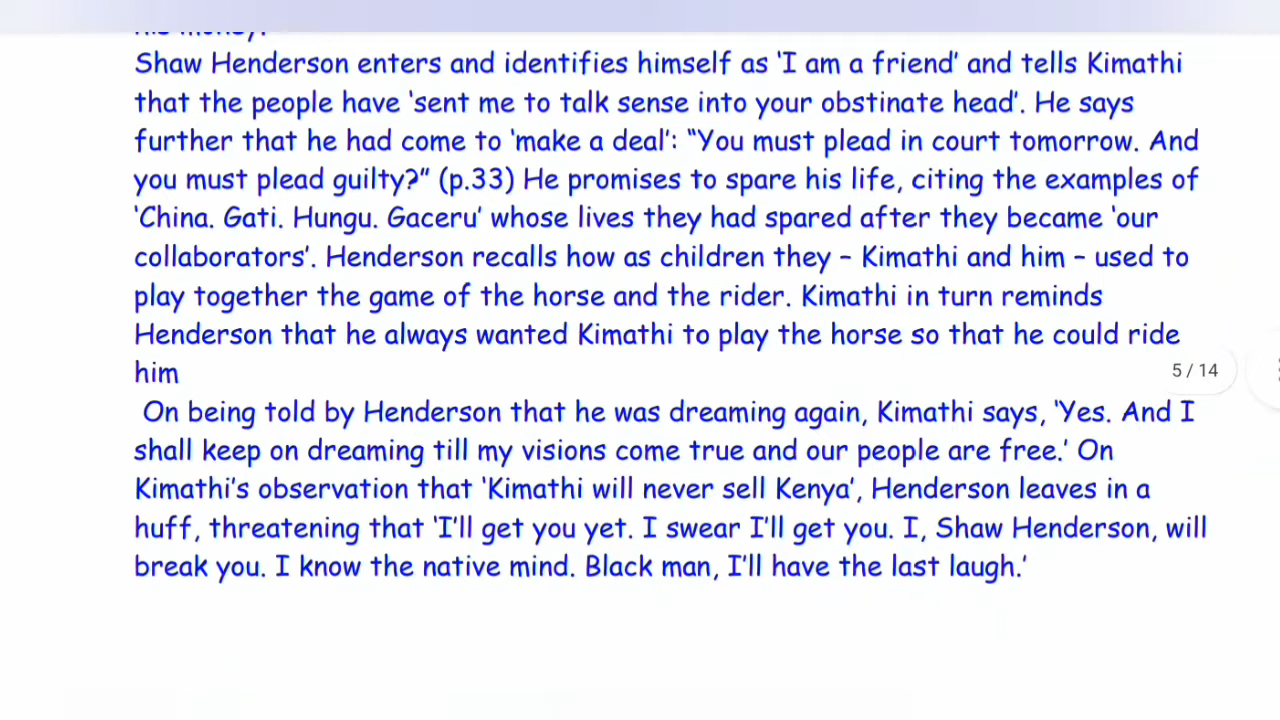 Shaw Henderson enters and identifies himself as ‘I am a friend’ and tells Kimathi
that the people have ‘sent me to talk sense into your obstinate head’. He says
further that he had come to ‘make a deal’: “You must plead in court tomorrow. And
you must plead guilty?” (p.33) He promises to spare his life, citing the examples of
‘China. Gati. Hungu. Gaceru’ whose lives they had spared after they became ‘our
collaborators’. Henderson recalls how as children they – Kimathi and him – used to
play together the game of the horse and the rider. Kimathi in turn reminds
Henderson that he always wanted Kimathi to play the horse so that he could ride
him
5 / 14
On being told by Henderson that he was dreaming again, Kimathi says, ‘Yes. And I
shall keep on dreaming till my visions come true and our people are free.’ On
Kimathi’s observation that ‘Kimathi will never sell Kenya’, Henderson leaves in a
huff, threatening that ‘I’ll get you yet. I swear I’ll get you. I, Shaw Henderson, will
break you. I know the native mind. Black man, I’ll have the last laugh.’